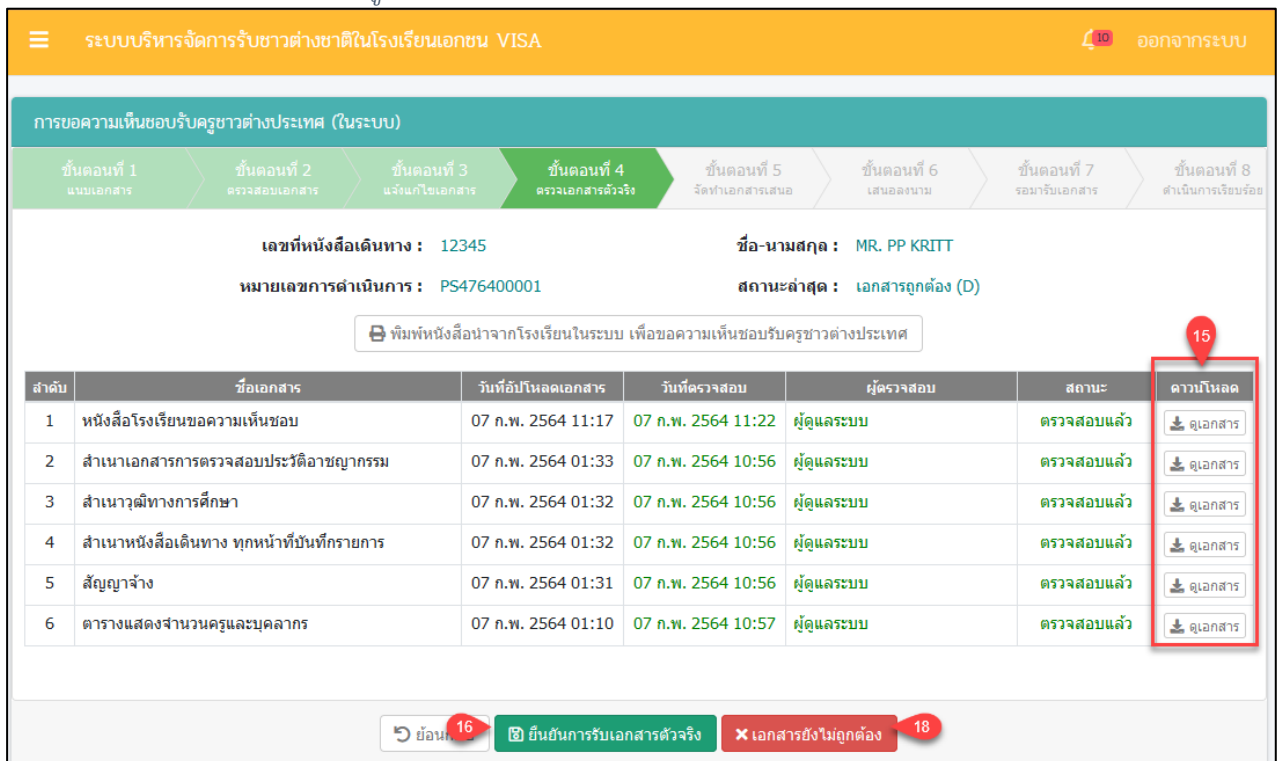 ระบบบริหารจัดการรับชาวต่างชาติในโรงเรียนเอกชน VISA 10 ออกจากระบบ
การขอความเห็นชอบรับครูชาวต่างประเทศ (ในระบบ)
ขั้นตอนที่ 1 ขั้นตอนที่ 2 ขั้นตอนที่ 3 ขั้นตอนที่ 4 ขั้นตอนที่ 5 ขั้นตอนที่ 6 ขั้นตอนที่ 7 ขั้นตอนที่ 8
แนบเอกสาร ตรวจสอบเอกสาร แจ้งแก้ไขเอกสาร ตรวจเอกสารตัวจริง จัดทำเอกสารเสนอ เสนอลงนาม รอมารับเอกสาร ดำเนินการเรียบร้อย
เลขที่หนังสือเดินทาง : 12345 ชื่อ-นามสกุล : MR. PP KRITT
หมายเลขการดำเนินการ : PS476400001 สถานะล่าสุด : เอกสารถูกต้อง (D)
พิมพ์หนังสือนำจากโรงเรียนในระบบ เพื่อขอความเห็นชอบรับครูชาวต่างประเทศ
15
ลำดับ ชื่อเอกสาร วันที่อัปโหลดเอกสาร วันที่ตรวจสอบ ผู้ตรวจสอบ สถานะ ดาวน์โหลด
1 หนังสือโรงเรียนขอความเห็นชอบ 07 ก.พ. 2564 11:17 07 ก.พ. 2564 11:22 ผู้ดูแลระบบ ตรวจสอบแล้ว ดูเอกสาร
2 สำเนาเอกสารการตรวจสอบประวัติอาชญากรรม 07 ก.พ. 2564 01:33 07 ก.พ. 2564 10:56 ผู้ดูแลระบบ ตรวจสอบแล้ว ดูเอกสาร
3 สำเนาวุฒิทางการศึกษา 07 ก.พ. 2564 01:32 07 ก.พ. 2564 10:56 ผู้ดูแลระบบ ตรวจสอบแล้ว ดูเอกสาร
4 สำเนาหนังสือเดินทาง ทุกหน้าที่บันทึกรายการ 07 ก.พ. 2564 01:32 07 ก.พ. 2564 10:56 ผู้ดูแลระบบ ตรวจสอบแล้ว ดูเอกสาร
5 สัญญาจ้าง 07 ก.พ. 2564 01:31 07 ก.พ. 2564 10:56 ผู้ดูแลระบบ ตรวจสอบแล้ว ดูเอกสาร
6 ตารางแสดงจำนวนครูและบุคลากร 07 ก.พ. 2564 01:10 07 ก.พ. 2564 10:57 ผู้ดูแลระบบ ตรวจสอบแล้ว ดูเอกสาร
16 ยืนยันการรับเอกสารตัวจริง เอกสารยังไม่ถูกต้อง 18